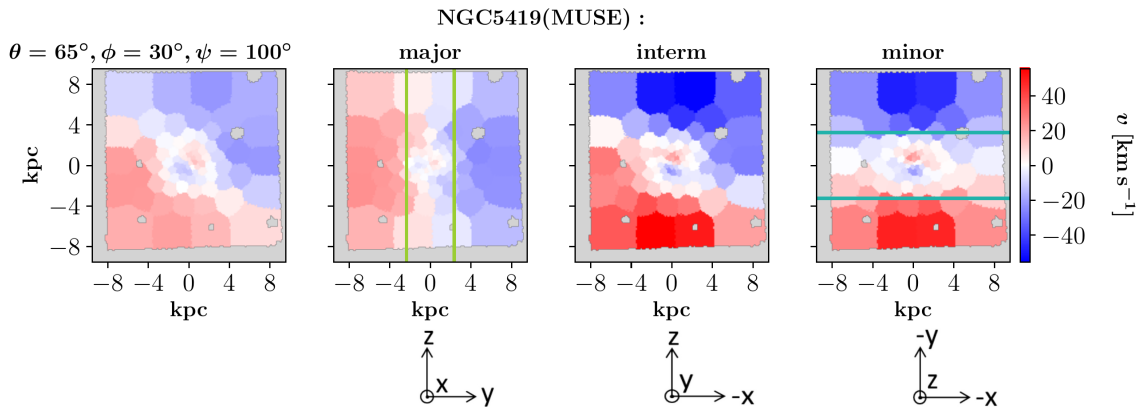 NGC5419(MUSE) :
θ = 65°, ϕ = 30°, ψ = 100° major interm minor
8
4
0
−4
−8
kpc
−8 −4 0 4 8 −8 −4 0 4 8 −8 −4 0 4 8 −8 −4 0 4 8
kpc kpc kpc kpc
40
20
0
−20
−40
v [km s⁻¹]
z z -y
x y y -x z -x